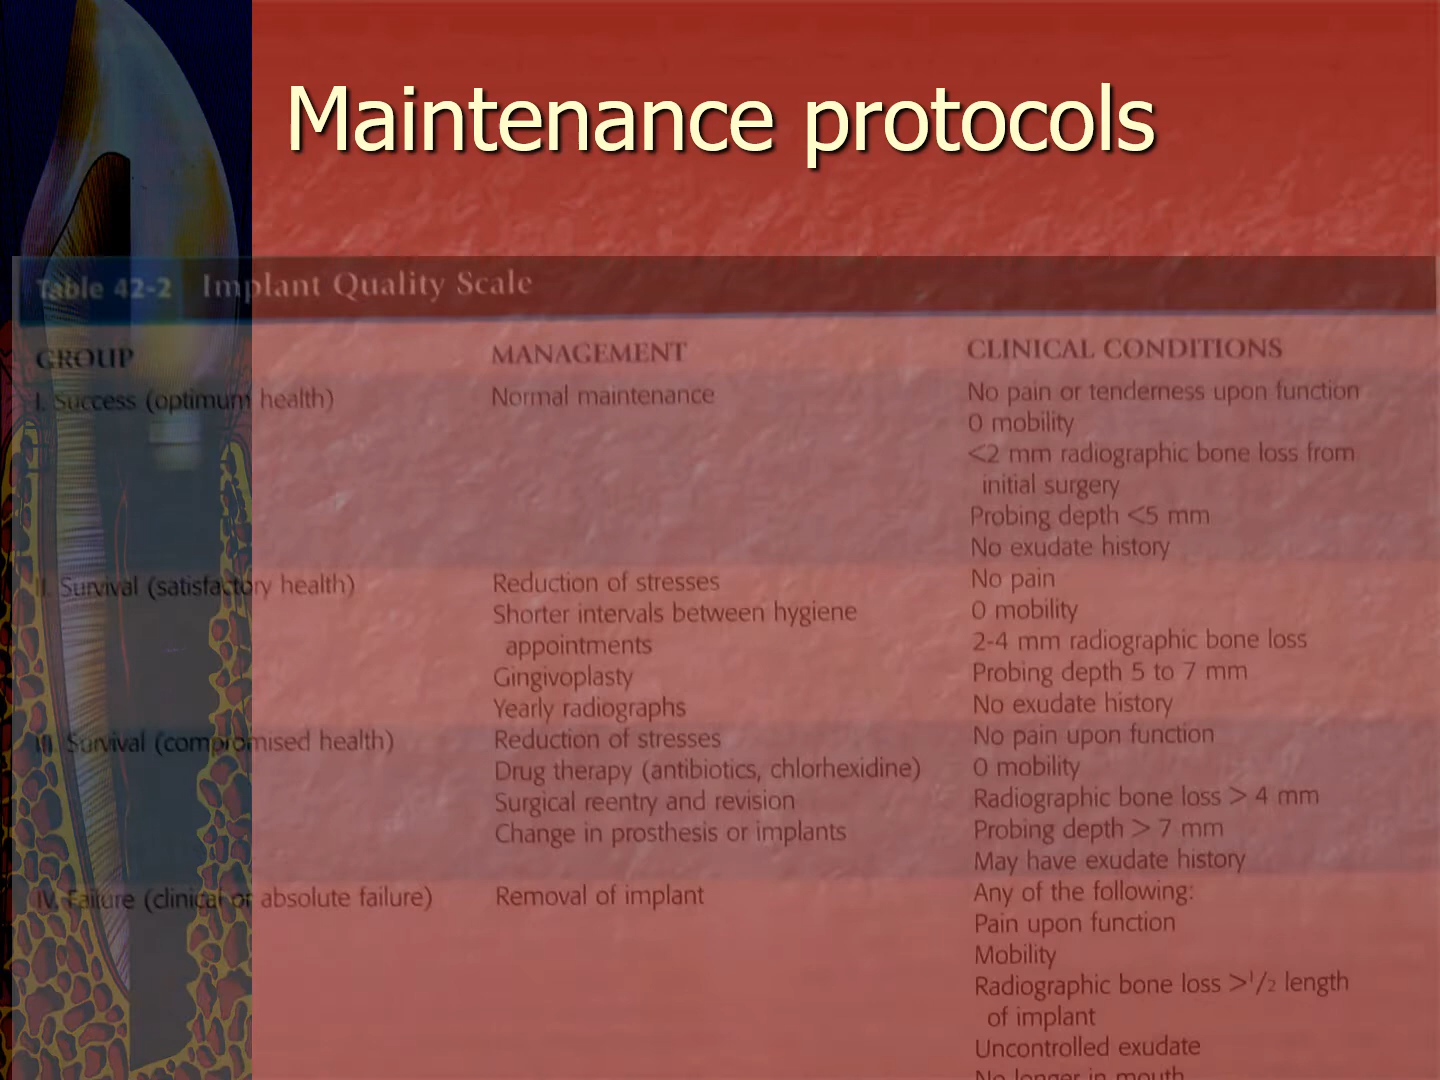 Maintenance protocols
Table 42-2 Implant Quality Scale
GROUP MANAGEMENT CLINICAL CONDITIONS
I. Success (optimum health) Normal maintenance No pain or tenderness upon function
0 mobility
<2 mm radiographic bone loss from
initial surgery
Probing depth <5 mm
No exudate history
II. Survival (satisfactory health) Reduction of stresses No pain
Shorter intervals between hygiene 0 mobility
appointments 2-4 mm radiographic bone loss
Gingivoplasty Probing depth 5 to 7 mm
Yearly radiographs No exudate history
III. Survival (compromised health) Reduction of stresses No pain upon function
Drug therapy (antibiotics, chlorhexidine) 0 mobility
Surgical reentry and revision Radiographic bone loss > 4 mm
Change in prosthesis or implants Probing depth > 7 mm
May have exudate history
IV. Failure (clinical or absolute failure) Removal of implant Any of the following:
Pain upon function
Mobility
Radiographic bone loss >1/2 length
of implant
Uncontrolled exudate
No longer in mouth